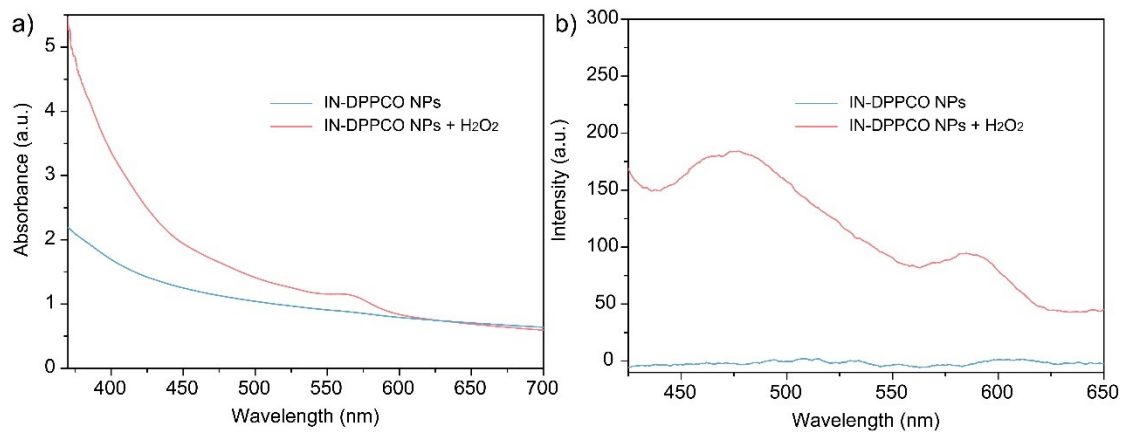 a)
Absorbance (a.u.)
5
4
3
2
1
0
IN-DPPCO NPs
IN-DPPCO NPs + H2O2
400 450 500 550 600 650 700
Wavelength (nm)
b)
Intensity (a.u.)
300
250
200
150
100
50
0
IN-DPPCO NPs
IN-DPPCO NPs + H2O2
450 500 550 600 650
Wavelength (nm)